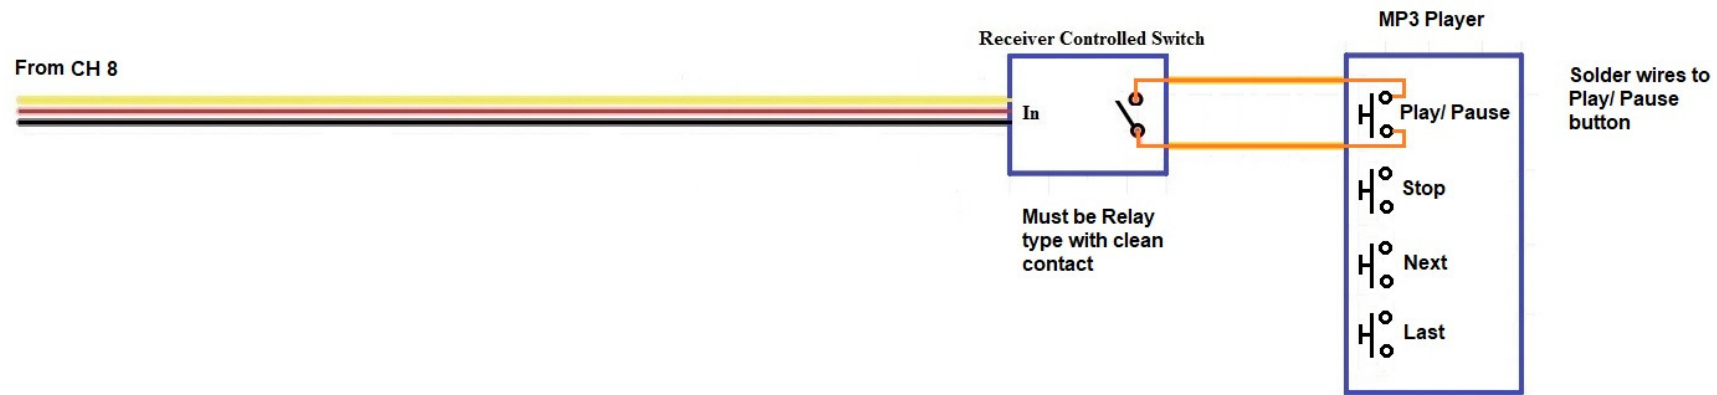 MP3 Player
Receiver Controlled Switch
From CH 8
Solder wires to
Play/ Pause
button
In
Play/ Pause
Stop
Must be Relay
type with clean
contact
Next
Last